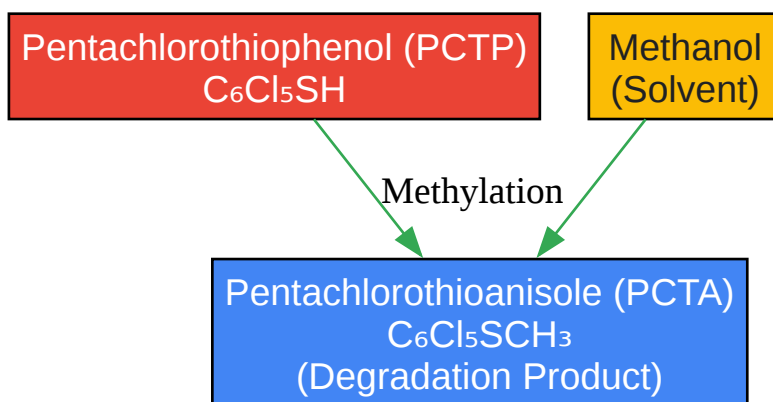 Pentachlorothiophenol (PCTP)
C₆Cl₅SH
Methanol
(Solvent)
Methylation
Pentachlorothioanisole (PCTA)
C₆Cl₅SCH₃
(Degradation Product)